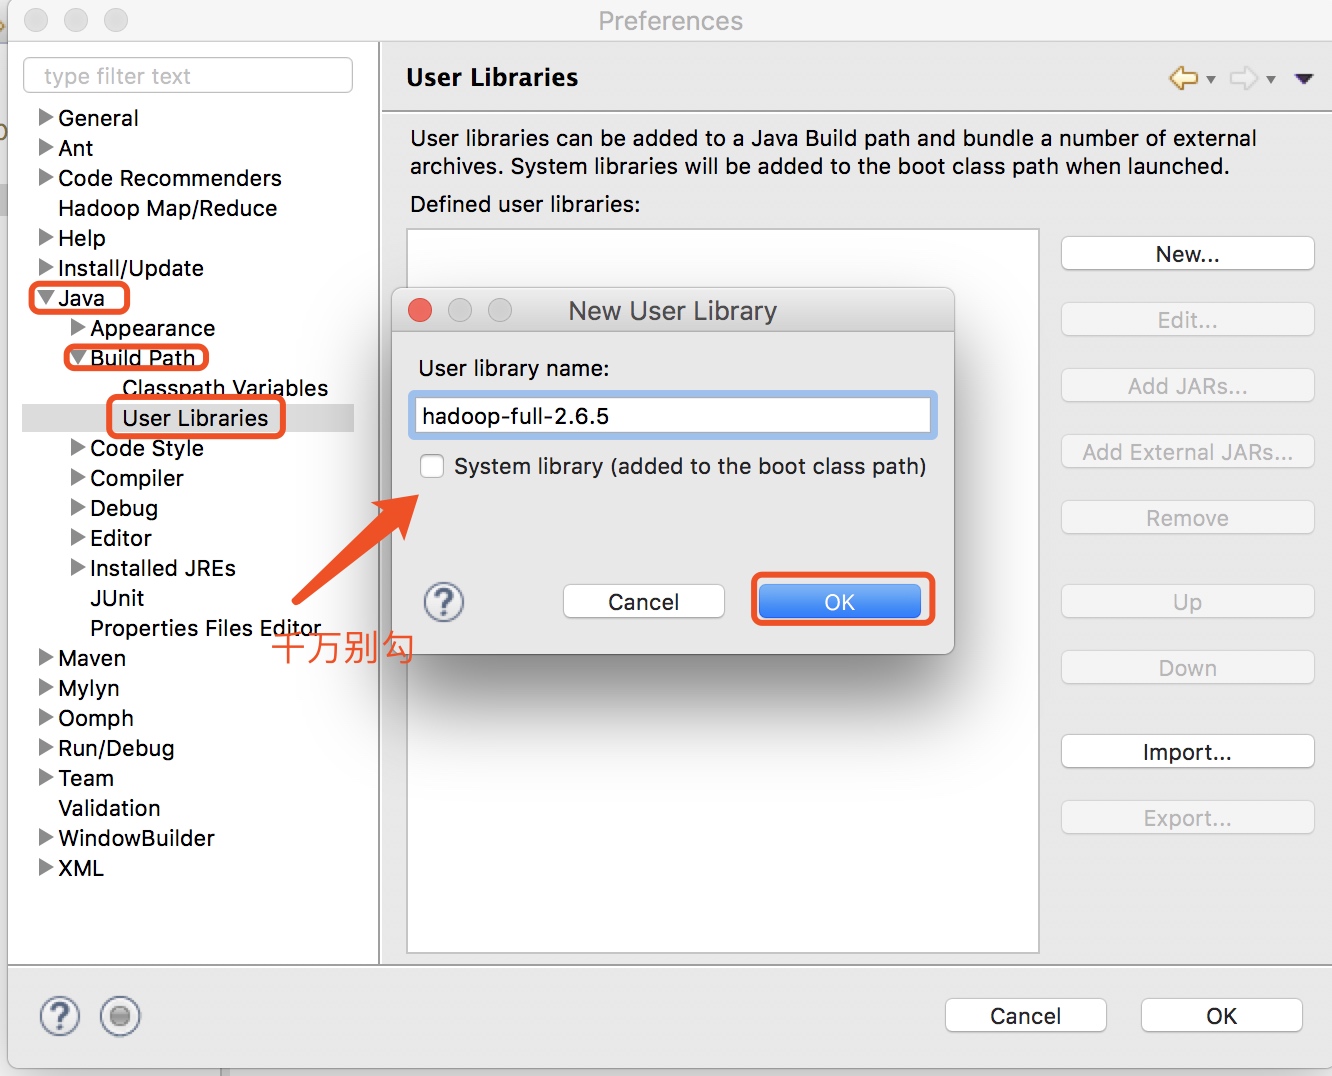 Preferences
type filter text
General
Ant
Code Recommenders
Hadoop Map/Reduce
Help
Install/Update
Java
Appearance
Build Path
Classpath Variables
User Libraries
Code Style
Compiler
Debug
Editor
Installed JREs
JUnit
Properties Files Editor
Maven
Mylyn
Oomph
Run/Debug
Team
Validation
WindowBuilder
XML
User Libraries
User libraries can be added to a Java Build path and bundle a number of external
archives. System libraries will be added to the boot class path when launched.
Defined user libraries:
New...
Edit...
Add JARs...
Add External JARs...
Remove
Up
Down
Import...
Export...
New User Library
User library name:
hadoop-full-2.6.5
System library (added to the boot class path)
千万别勾
?
Cancel
OK
?
Cancel
OK